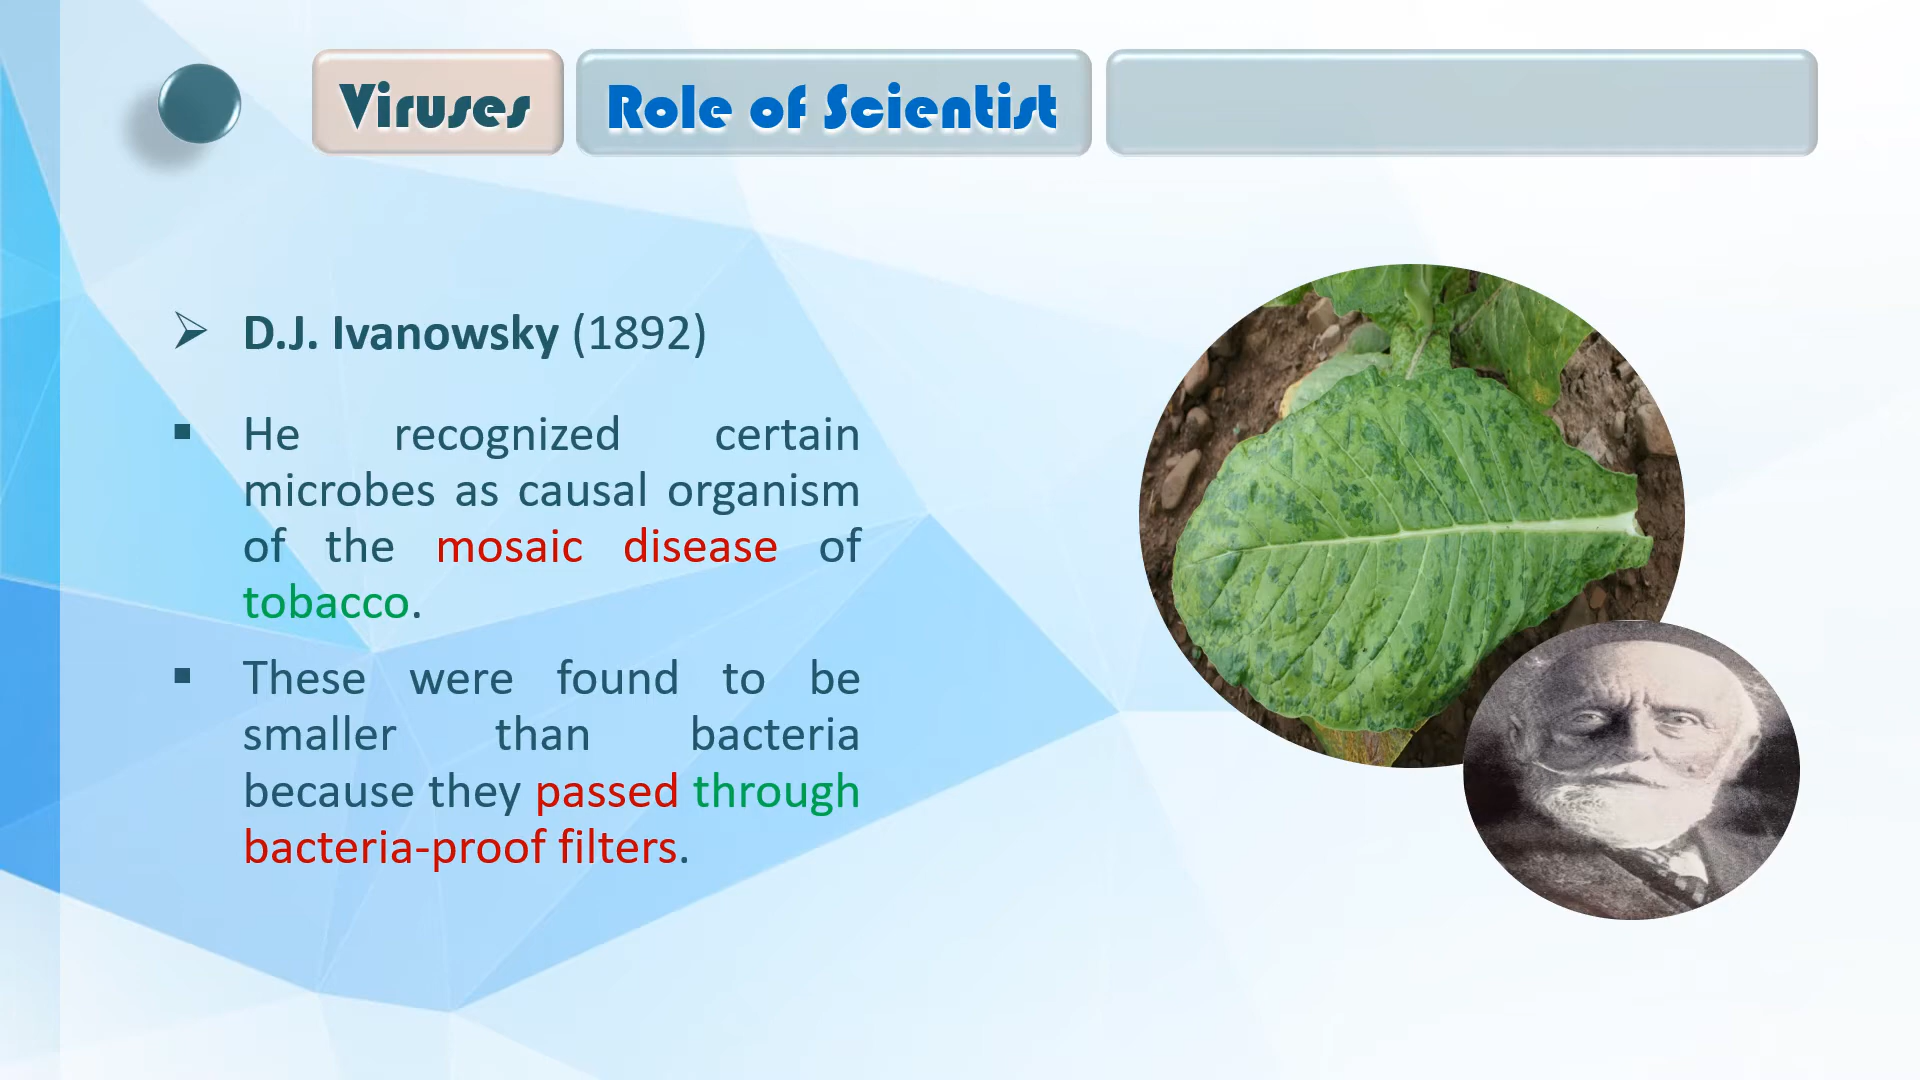 Viruses
Role of Scientist
D.J. Ivanowsky (1892)
He recognized certain
microbes as causal organism
of the mosaic disease of
tobacco.
These were found to be
smaller than bacteria
because they passed through
bacteria-proof filters.